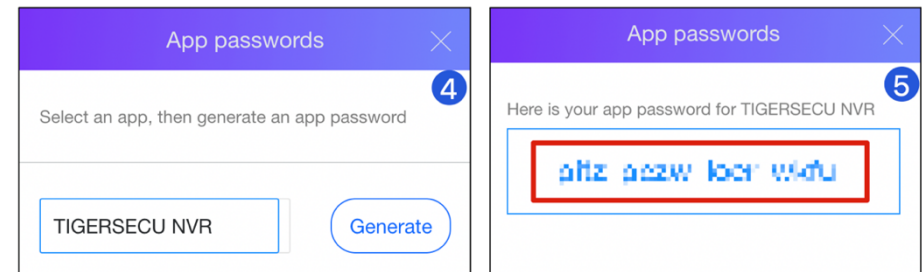 App passwords
4
Select an app, then generate an app password
TIGERSECU NVR
Generate
App passwords
5
Here is your app password for TIGERSECU NVR